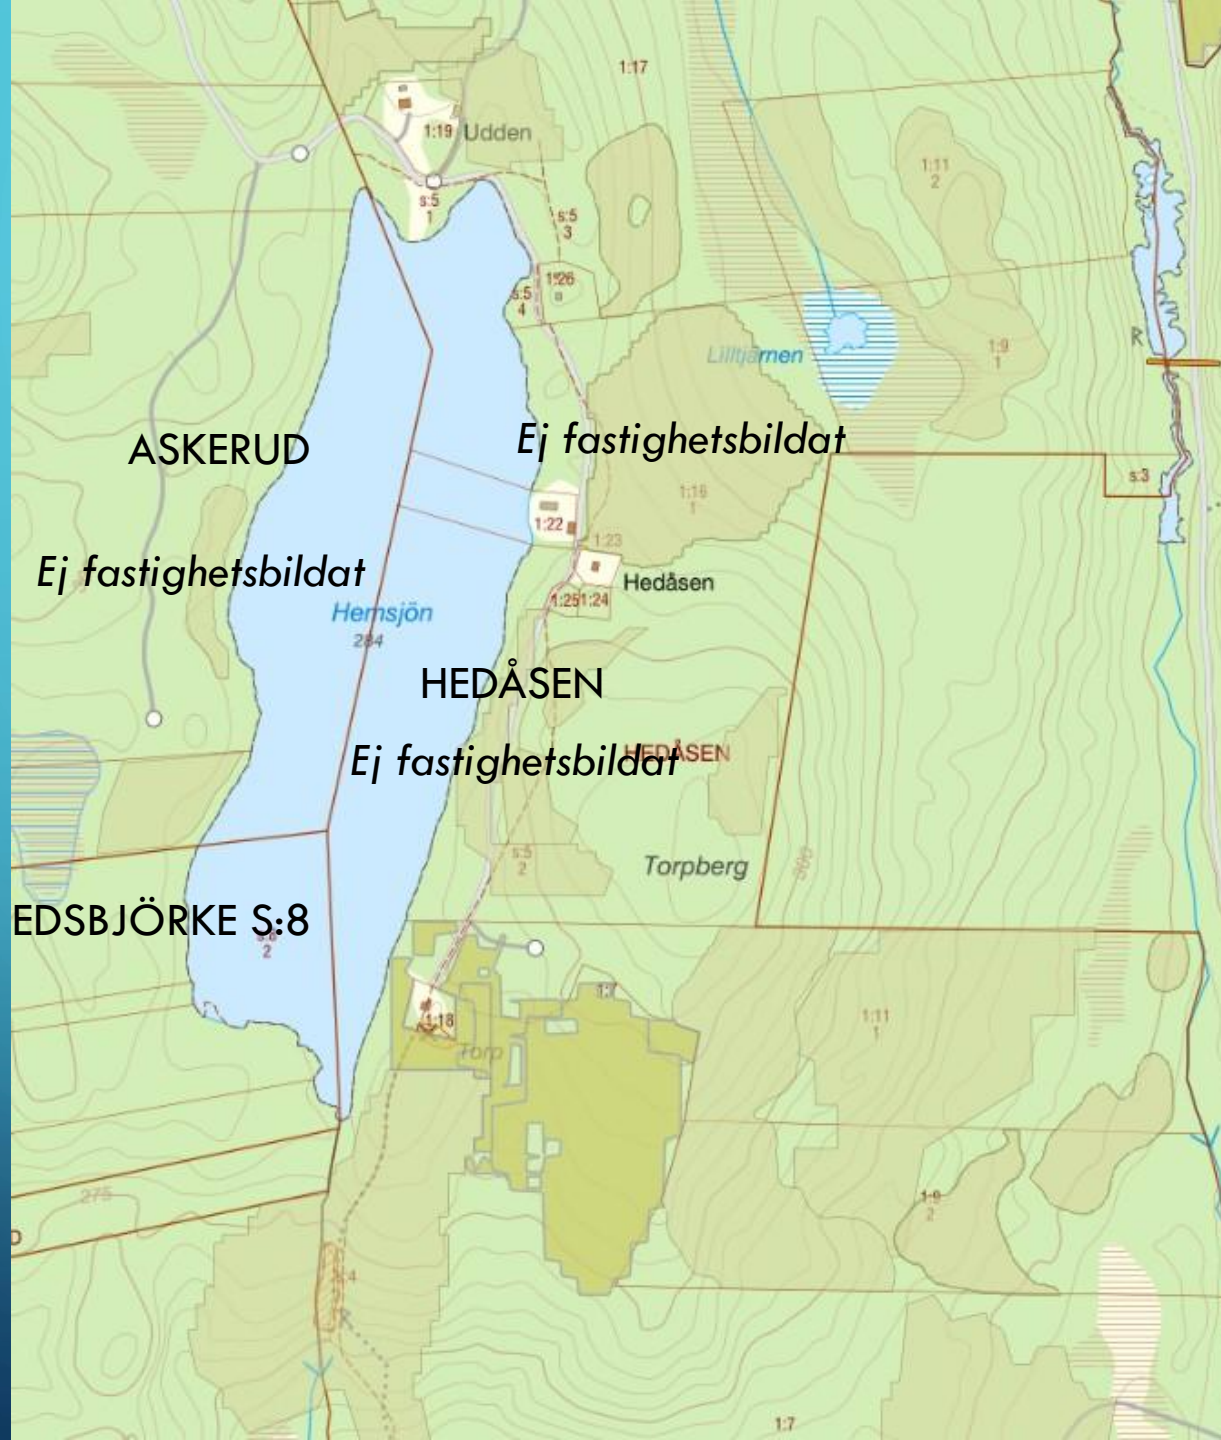 1:17
1:19 Udden
1:11
2
s:5
1
s:5
3
1:26
s:5
4
Lilltjärnen
1:9
1
R
ASKERUD
Ej fastighetsbildat
s:3
1:16
1
1:22
1:23
Ej fastighetsbildat
Hedåsen
1:25 1:24
Hemsjön
284
HEDÅSEN
Ej fastighetsbildat
HEDÅSEN
s:5
2
Torpberg
300
EDSBJÖRKE S:8
s:8
2
1:7
1:18
1:11
1
Torp
275
1:9
2
R
1:7